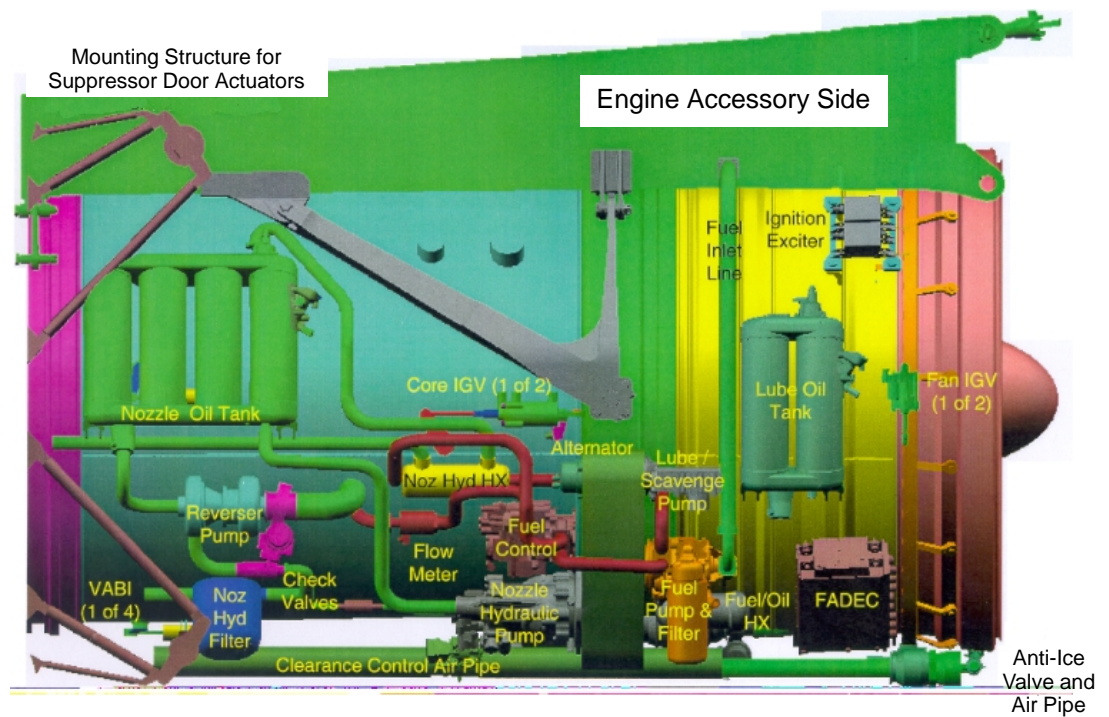 Mounting Structure for
Suppressor Door Actuators
Engine Accessory Side
Ignition
Exciter
Fuel
Inlet
Line
Core IGV (1 of 2)
Fan IGV
(1 of 2)
Lube Oil
Tank
Nozzle Oil Tank
Alternator
Lube /
Scavenge
Pump
Noz Hyd HX
Reverser
Pump
Fuel
Control
Flow
Meter
Check
Valves
VABI
(1 of 4)
Noz
Hyd
Filter
Nozzle
Hydraulic
Pump
Fuel
Pump &
Filter
Fuel/Oil
HX
FADEC
Clearance Control Air Pipe
Anti-Ice
Valve and
Air Pipe